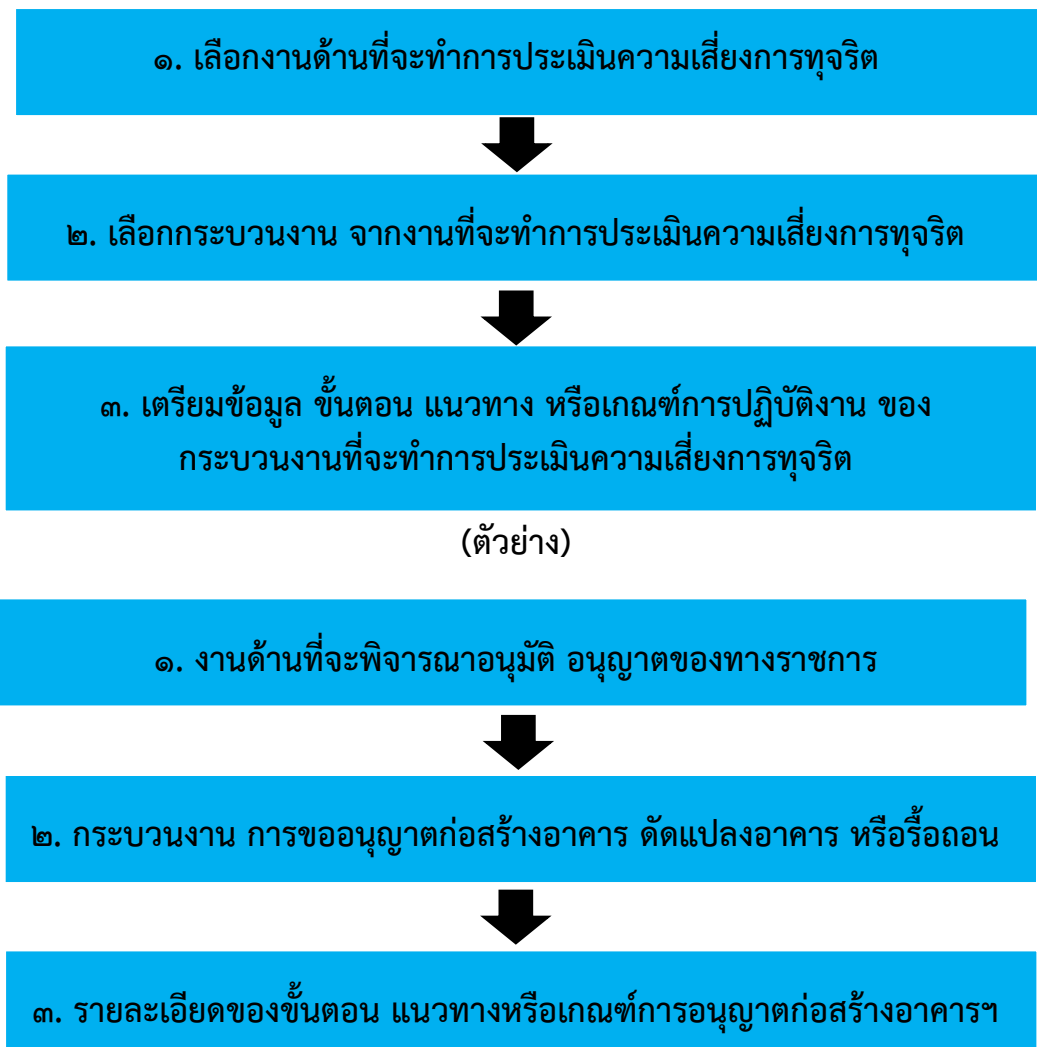 ๑. เลือกงานด้านที่จะทำการประเมินความเสี่ยงการทุจริต
๒. เลือกกระบวนงาน จากงานที่จะทำการประเมินความเสี่ยงการทุจริต
๓. เตรียมข้อมูล ขั้นตอน แนวทาง หรือเกณฑ์การปฏิบัติงาน ของ
กระบวนงานที่จะทำการประเมินความเสี่ยงการทุจริต
(ตัวอย่าง)
๑. งานด้านที่จะพิจารณาอนุมัติ อนุญาตของทางราชการ
๒. กระบวนงาน การขออนุญาตก่อสร้างอาคาร ดัดแปลงอาคาร หรือรื้อถอน
๓. รายละเอียดของขั้นตอน แนวทางหรือเกณฑ์การอนุญาตก่อสร้างอาคารฯ